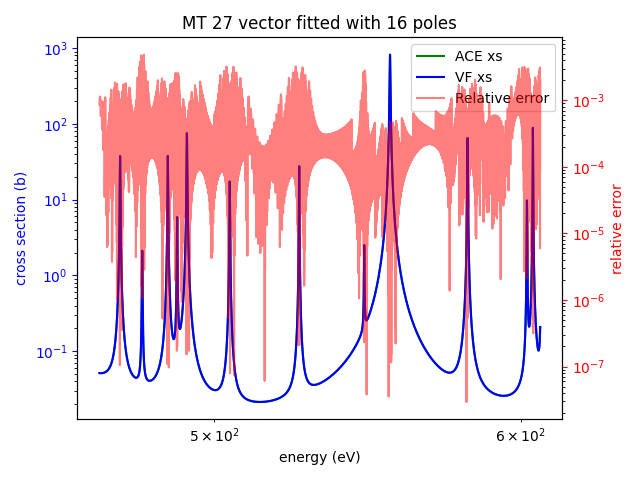 MT 27 vector fitted with 16 poles
ACE xs
VF xs
Relative error
cross section (b)
10³
10²
10¹
10⁰
10⁻¹
relative error
10⁻³
10⁻⁴
10⁻⁵
10⁻⁶
10⁻⁷
5 × 10²
6 × 10²
energy (eV)